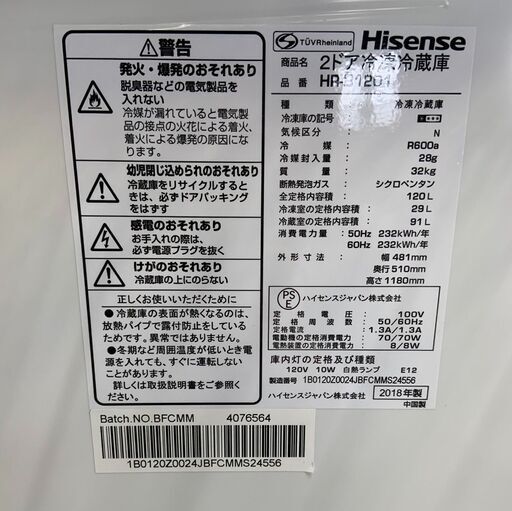 警告
発火・爆発のおそれあり
脱臭器などの電気製品を
入れない
冷媒が漏れていると電気製
品の接点の火花による着火、
着火による爆発の原因にな
ります。
幼児閉じ込められのおそれあり
冷蔵庫をリサイクルするとき
は、必ずドアパッキング
をはずす
感電のおそれあり
お手入れの際は、
必ず電源プラグを抜く
けがのおそれあり
冷蔵庫の上にのらない
正しくお使いいただくために
●冷蔵庫の表面が熱くなるのは、
放熱パイプで露付防止をしている
ためです。異常ではありません。
●冬期など周囲温度が低いとき電
源を入れても、すぐに運転しない
ことがあります。
詳しくは取扱説明書をご参照ください。
TÜVRheinland
Hisense
商品名 2ドア冷凍冷蔵庫
品番
種類 冷凍冷蔵庫
冷凍庫の記号
気候区分 N
冷媒 R600a
冷媒封入量 28g
質量 32kg
断熱発泡ガス シクロペンタン
全定格内容積 120L
冷凍室の定格内容積 29L
冷蔵室の定格内容積 91L
消費電力量: 50Hz 232kWh/年
60Hz 232kWh/年
外形寸法 幅481mm
奥行510mm
高さ1180mm
PSE
ハイセンスジャパン株式会社
定格電圧: 100V
定格周波数: 50/60Hz
定格電流: 1.3A/1.3A
電動機の定格消費電力: 70/70W
電熱装置の定格消費電力: 8/8W
庫内灯の定格及び種類
120V 10W 白熱ランプ E12
製造番号 1B0120Z0024JBFCMMS24556
ハイセンスジャパン株式会社
2018年製
中国製
Batch.NO.BFCMM 4076564
1B0120Z0024JBFCMMS24556